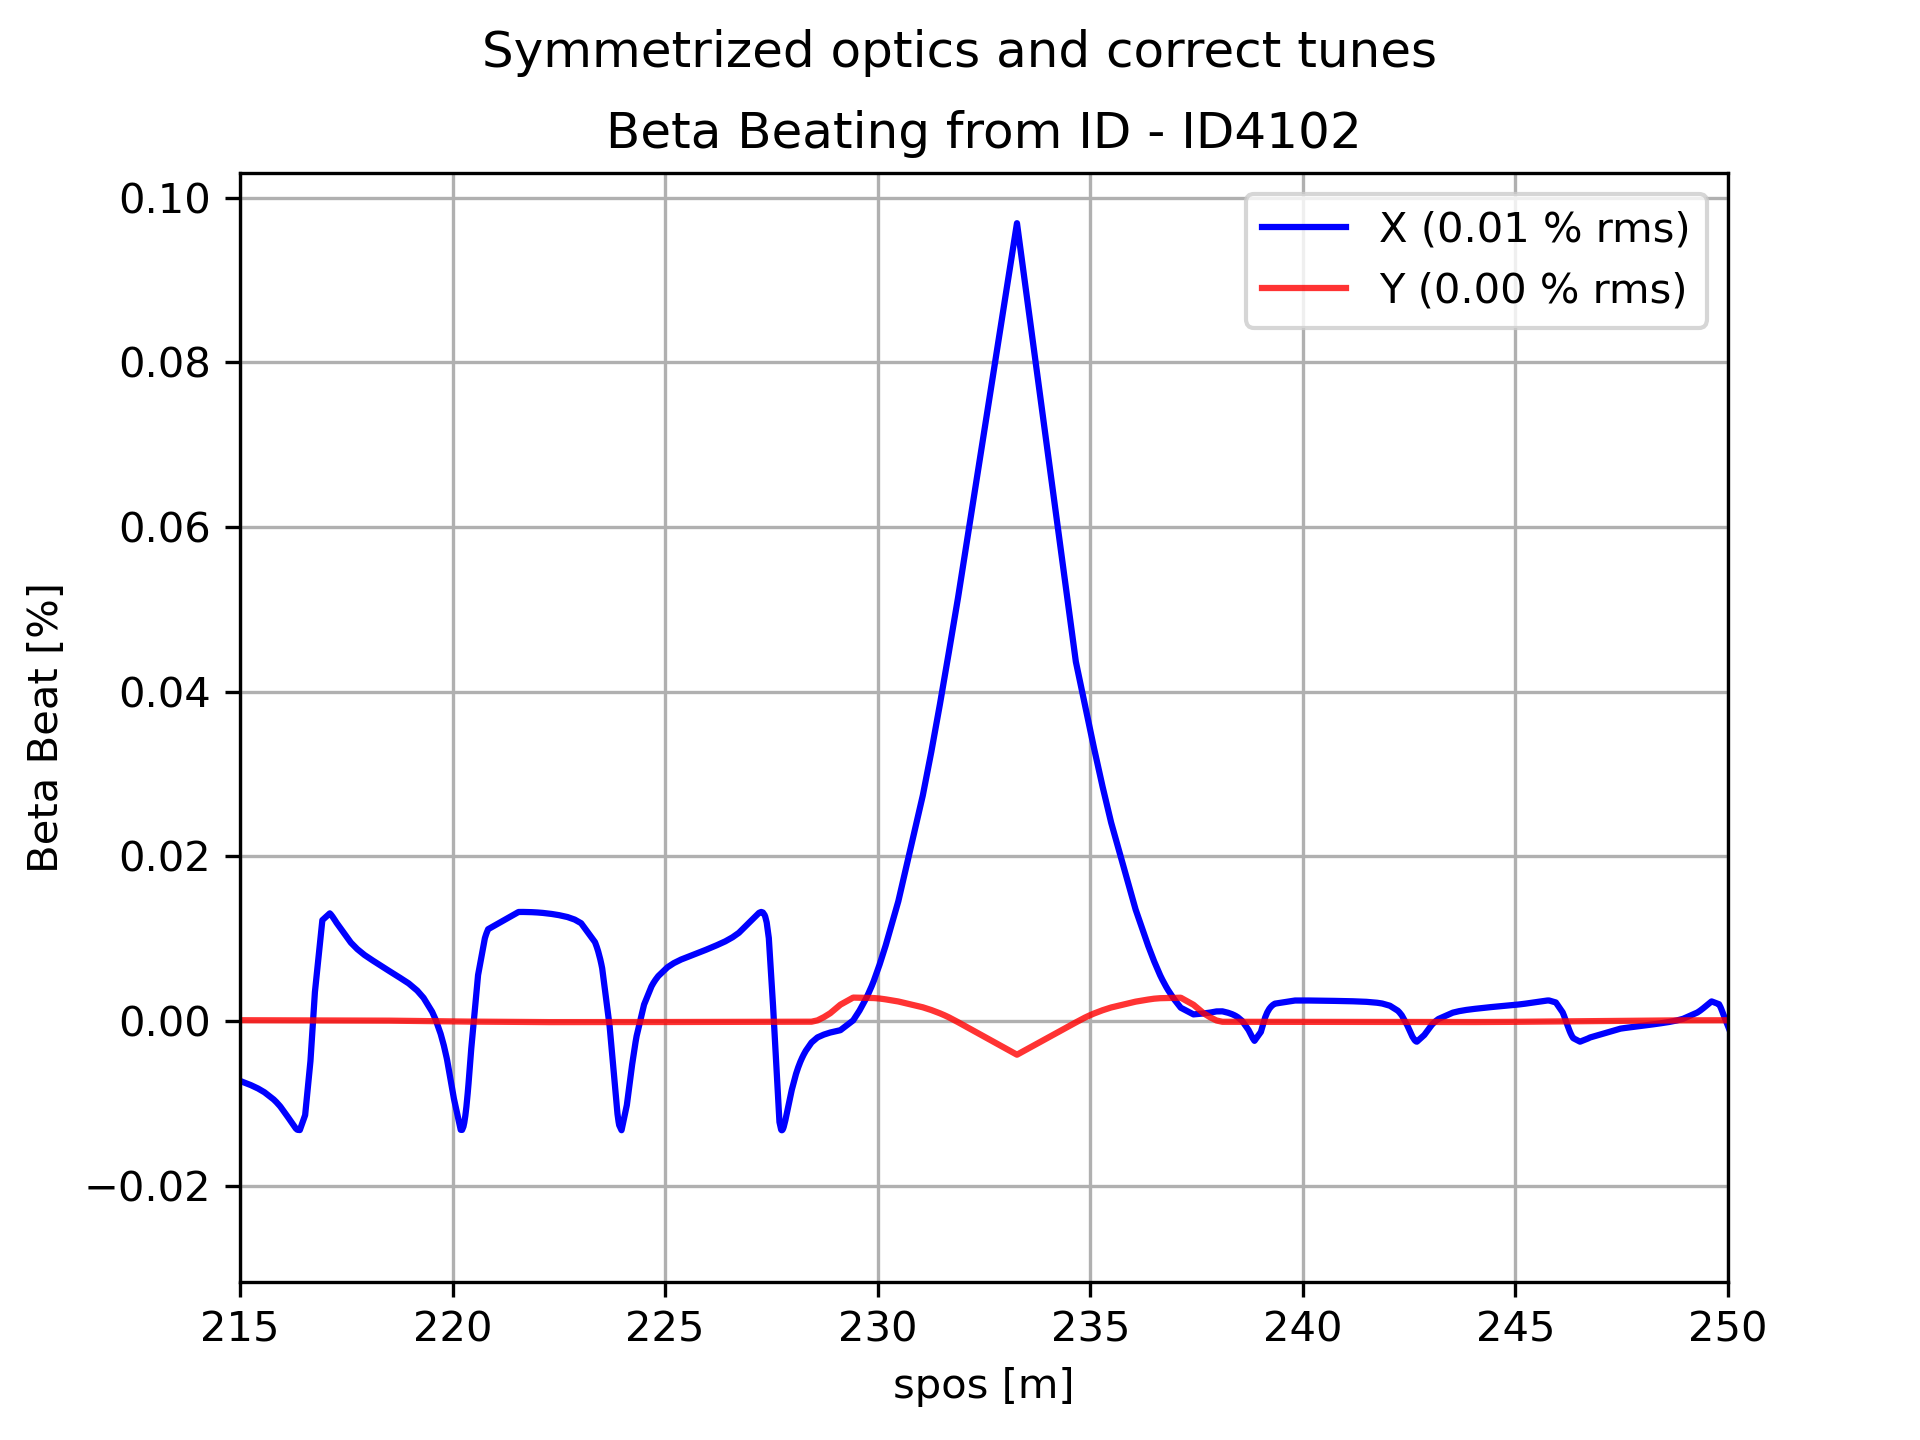 Symmetrized optics and correct tunes
Beta Beating from ID - ID4102
X (0.01 % rms)
Y (0.00 % rms)
Beta Beat [%]
0.10
0.08
0.06
0.04
0.02
0.00
−0.02
215 220 225 230 235 240 245 250
spos [m]